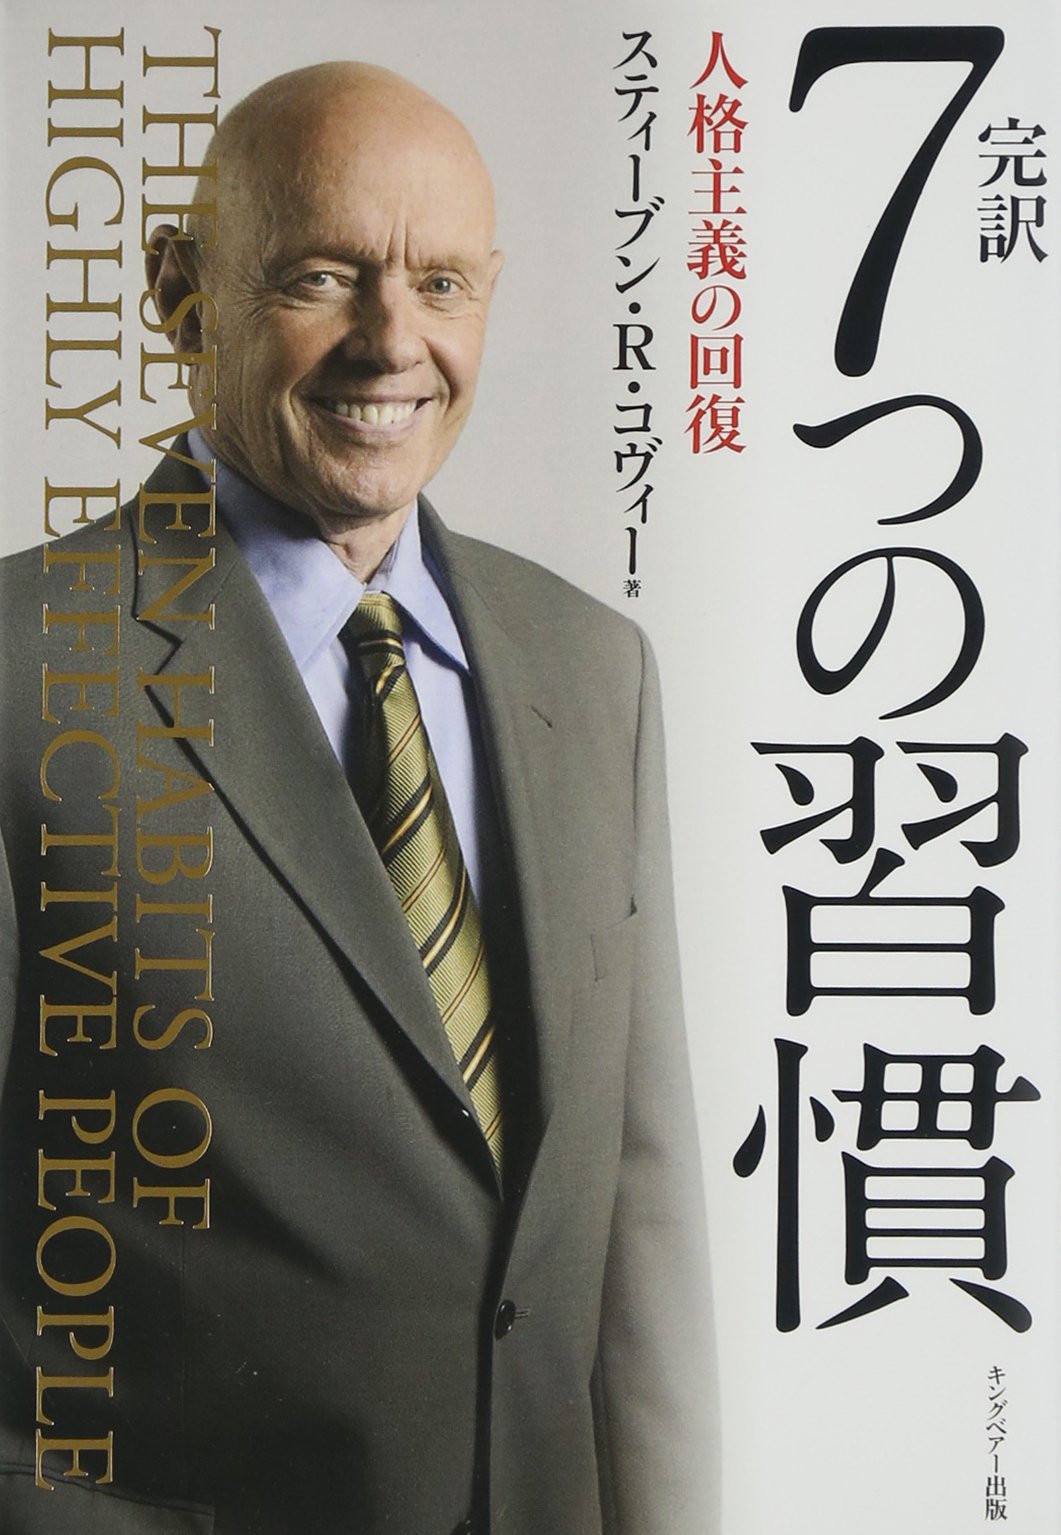 完訳
7つの習慣
人格主義の回復
スティーブン・R・コヴィー 著
THE SEVEN HABITS OF
HIGHLY EFFECTIVE PEOPLE
キングベアー出版